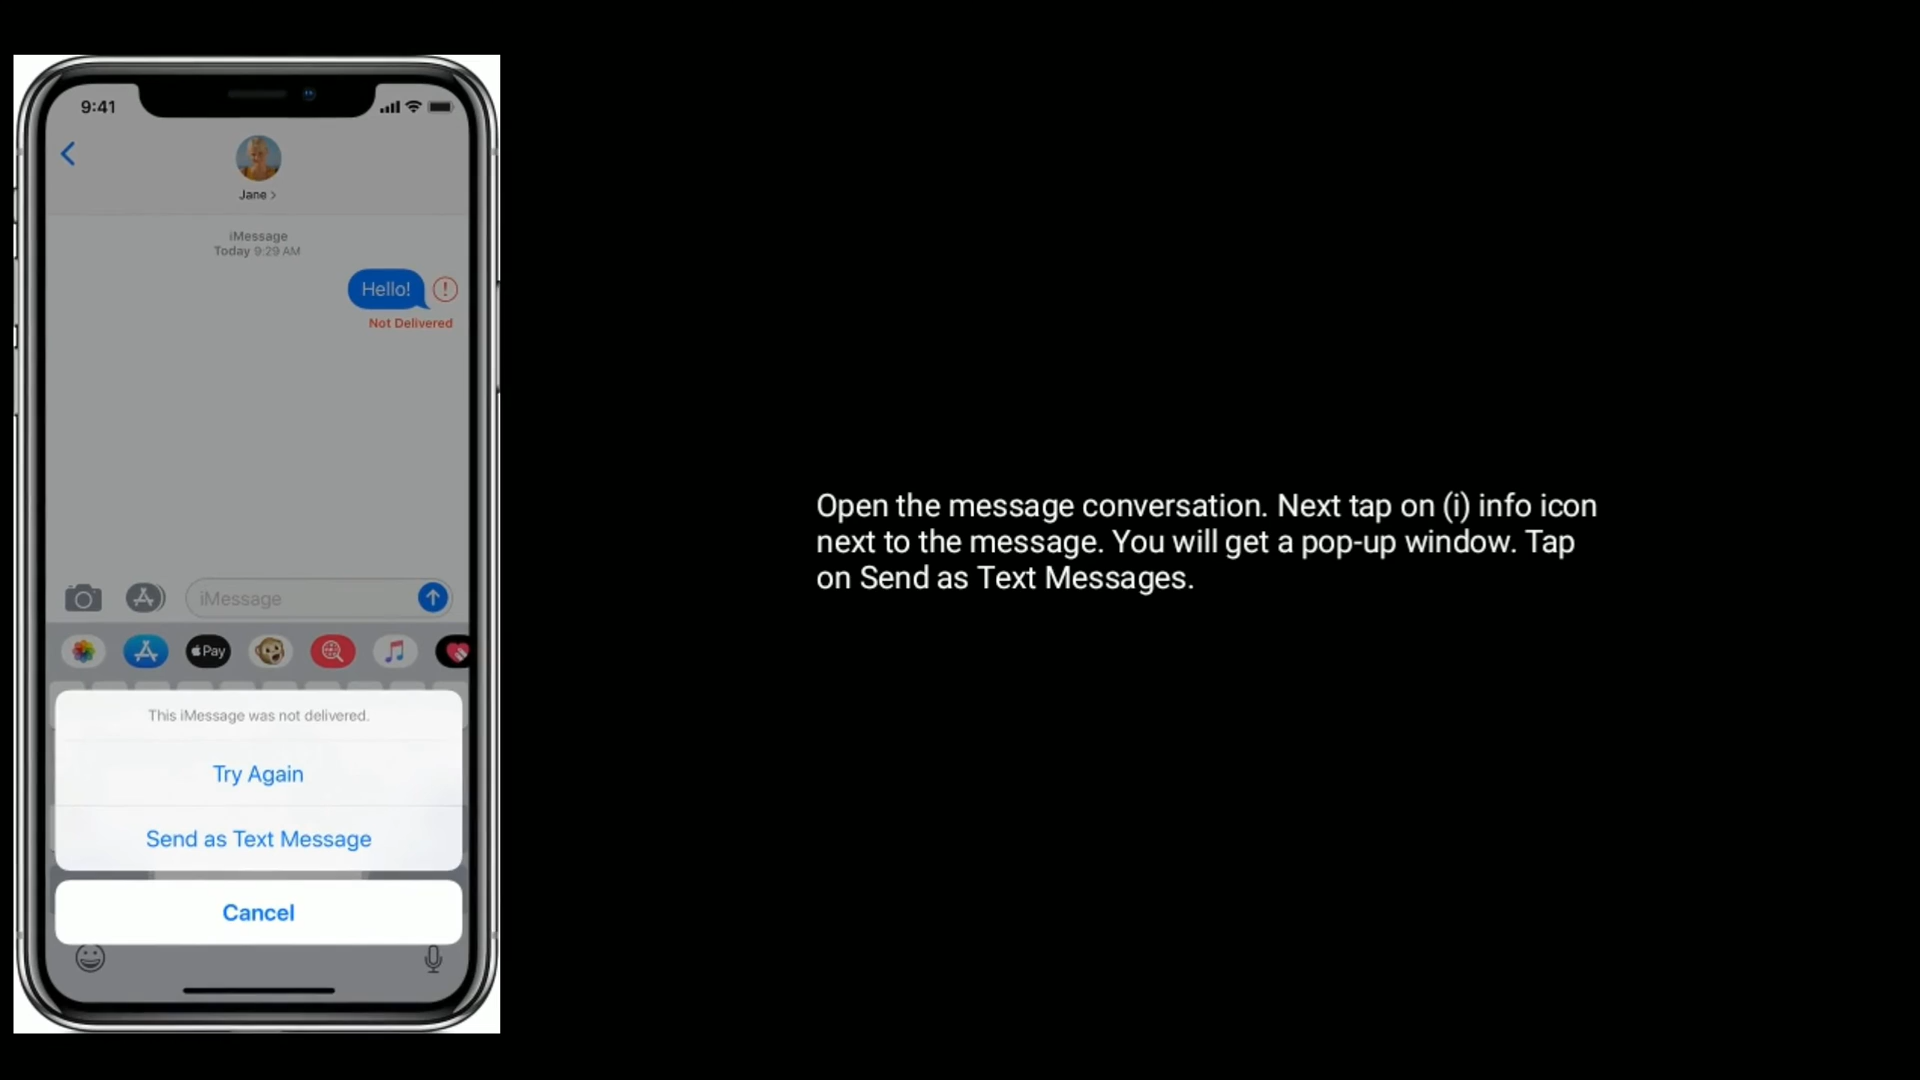 9:41
Jane >
iMessage
Today 9:29 AM
Hello!
!
Not Delivered
iMessage
Pay
This iMessage was not delivered.
Try Again
Send as Text Message
Cancel
Open the message conversation. Next tap on (i) info icon
next to the message. You will get a pop-up window. Tap
on Send as Text Messages.